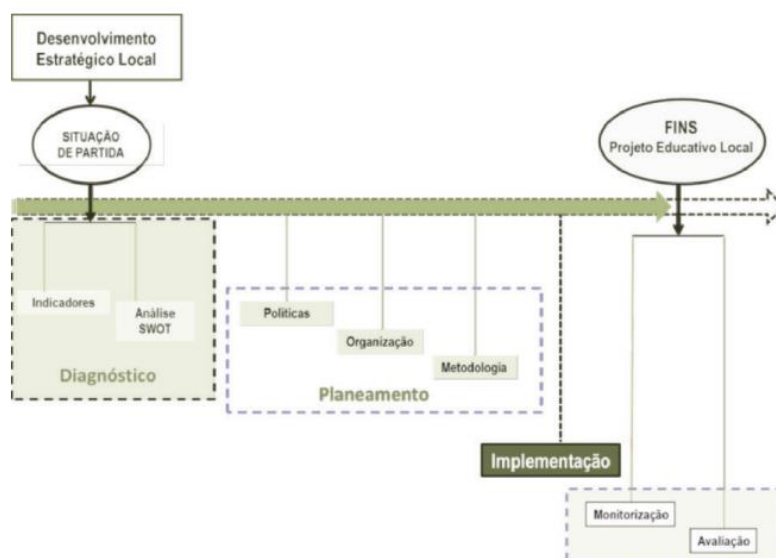 Desenvolvimento
Estratégico Local
SITUAÇÃO
DE PARTIDA
FINS
Projeto Educativo Local
Indicadores
Análise
SWOT
Diagnóstico
Políticas
Organização
Metodologia
Planeamento
Implementação
Monitorização
Avaliação